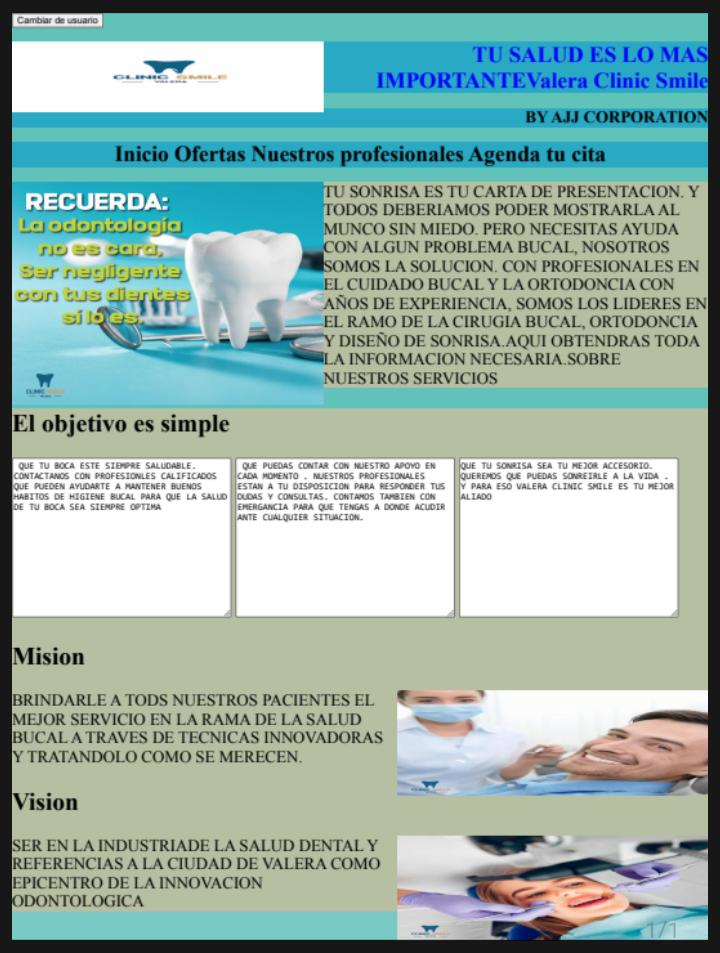 Cambiar de usuario
CLINIC SMILE
VALERA
TU SALUD ES LO MAS
IMPORTANTEValera Clinic Smile
BY AJJ CORPORATION
Inicio Ofertas Nuestros profesionales Agenda tu cita
RECUERDA:
La odontología
no es cara,
Ser negligente
con tus dientes
sí lo es.
CLINIC SMILE
TU SONRISA ES TU CARTA DE PRESENTACION. Y
TODOS DEBERIAMOS PODER MOSTRARLA AL
MUNCO SIN MIEDO. PERO NECESITAS AYUDA
CON ALGUN PROBLEMA BUCAL, NOSOTROS
SOMOS LA SOLUCION. CON PROFESIONALES EN
EL CUIDADO BUCAL Y LA ORTODONCIA CON
AÑOS DE EXPERIENCIA, SOMOS LOS LIDERES EN
EL RAMO DE LA CIRUGIA BUCAL, ORTODONCIA
Y DISEÑO DE SONRISA.AQUI OBTENDRAS TODA
LA INFORMACION NECESARIA.SOBRE
NUESTROS SERVICIOS
El objetivo es simple
QUE TU BOCA ESTE SIEMPRE SALUDABLE.
CONTACTANOS CON PROFESIONLES CALIFICADOS
QUE PUEDEN AYUDARTE A MANTENER BUENOS
HABITOS DE HIGIENE BUCAL PARA QUE LA SALUD
DE TU BOCA SEA SIEMPRE OPTIMA
QUE PUEDAS CONTAR CON NUESTRO APOYO EN
CADA MOMENTO . NUESTROS PROFESIONALES
ESTAN A TU DISPOSICION PARA RESPONDER TUS
DUDAS Y CONSULTAS. CONTAMOS TAMBIEN CON
EMERGANCIA PARA QUE TENGAS A DONDE ACUDIR
ANTE CUALQUIER SITUACION.
QUE TU SONRISA SEA TU MEJOR ACCESORIO.
QUEREMOS QUE PUEDAS SONREIRLE A LA VIDA .
Y PARA ESO VALERA CLINIC SMILE ES TU MEJOR
ALIADO
Mision
BRINDARLE A TODS NUESTROS PACIENTES EL
MEJOR SERVICIO EN LA RAMA DE LA SALUD
BUCAL A TRAVES DE TECNICAS INNOVADORAS
Y TRATANDOLO COMO SE MERECEN.
Vision
SER EN LA INDUSTRIADE LA SALUD DENTAL Y
REFERENCIAS A LA CIUDAD DE VALERA COMO
EPICENTRO DE LA INNOVACION
ODONTOLOGICA
1/1